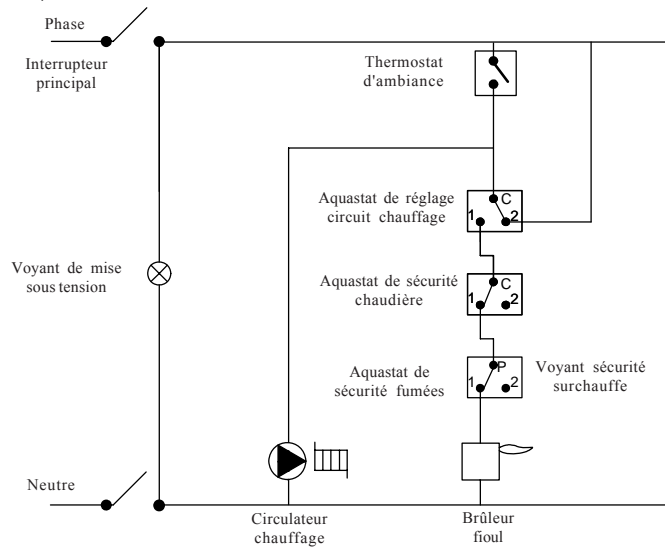 Phase
Interrupteur
principal
Thermostat
d'ambiance
Aquastat de réglage
circuit chauffage
C
1
2
Voyant de mise
sous tension
Aquastat de sécurité
chaudière
C
1
2
Aquastat de
sécurité fumées
P
1
2
Voyant sécurité
surchauffe
Neutre
Circulateur
chauffage
Brûleur
fioul